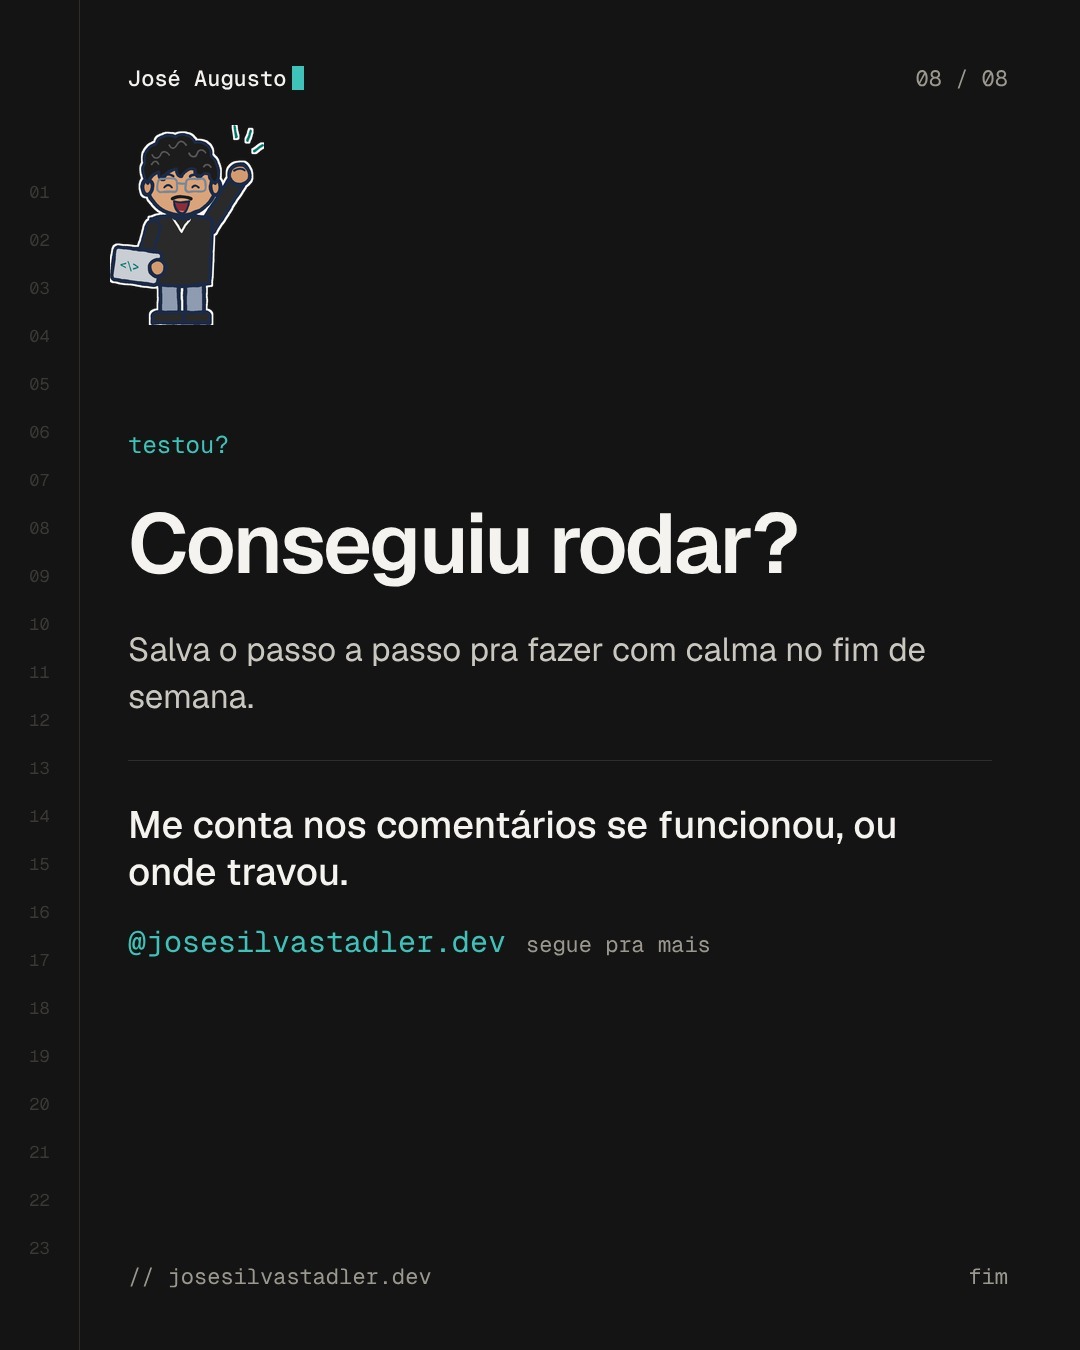 José Augusto
08 / 08
</>
01
02
03
04
05
06
07
08
09
10
11
12
13
14
15
16
17
18
19
20
21
22
23
testou?
Conseguiu rodar?
Salva o passo a passo pra fazer com calma no fim de
semana.
Me conta nos comentários se funcionou, ou
onde travou.
@josesilvastadler.dev segue pra mais
// josesilvastadler.dev
fim